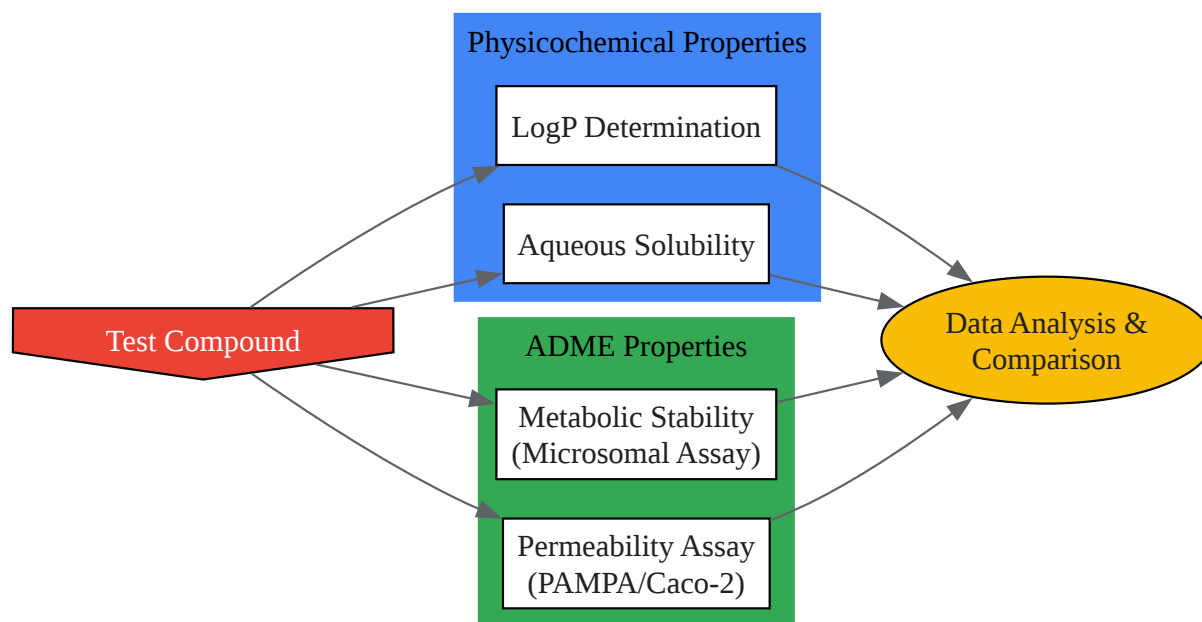 Physicochemical Properties
LogP Determination
Aqueous Solubility
Test Compound
ADME Properties
Metabolic Stability
(Microsomal Assay)
Permeability Assay
(PAMPA/Caco-2)
Data Analysis &
Comparison